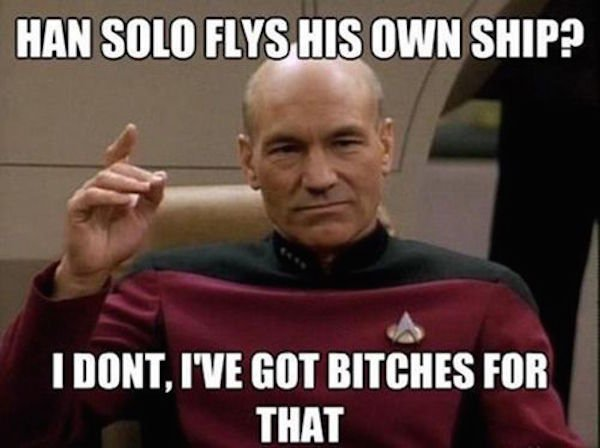 HAN SOLO FLYS HIS OWN SHIP?
I DONT, I'VE GOT BITCHES FOR
THAT